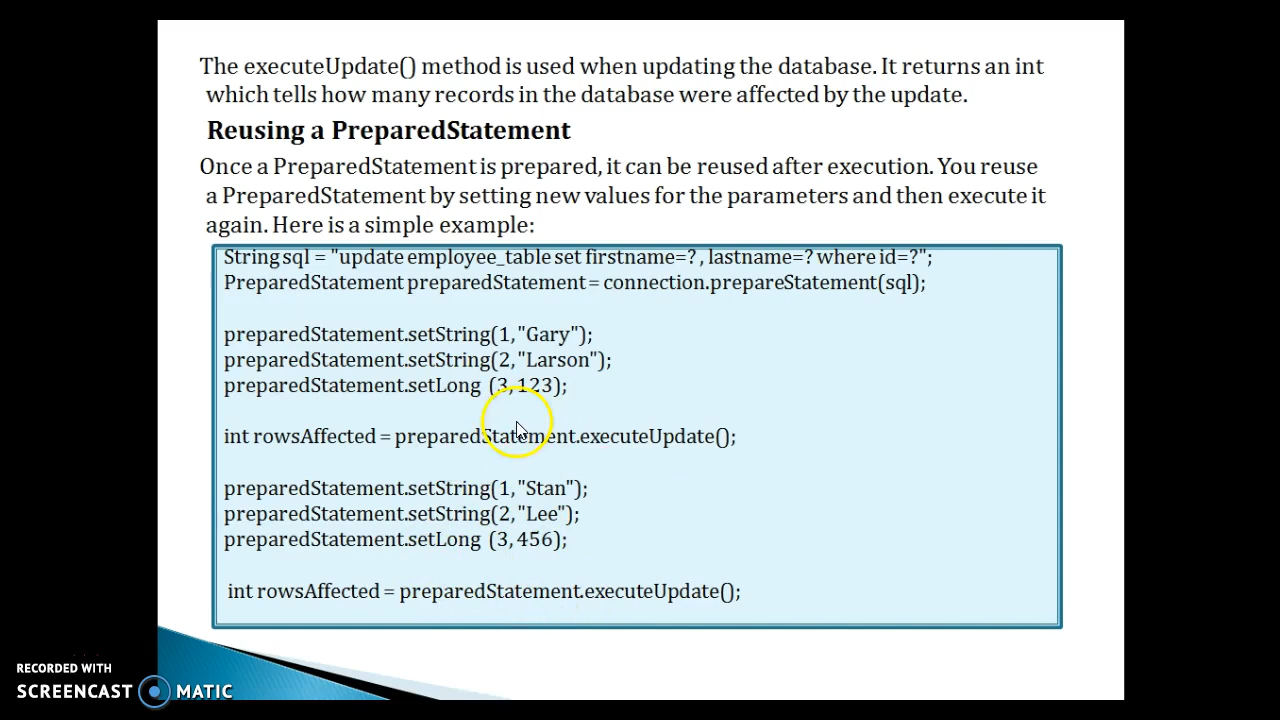 The executeUpdate() method is used when updating the database. It returns an int
which tells how many records in the database were affected by the update.
Reusing a PreparedStatement
Once a PreparedStatement is prepared, it can be reused after execution. You reuse
a PreparedStatement by setting new values for the parameters and then execute it
again. Here is a simple example:
String sql = "update employee_table set firstname=? , lastname=? where id=?";
PreparedStatement preparedStatement = connection.prepareStatement(sql);
preparedStatement.setString(1, "Gary");
preparedStatement.setString(2, "Larson");
preparedStatement.setLong (3, 123);
int rowsAffected = preparedStatement.executeUpdate();
preparedStatement.setString(1, "Stan");
preparedStatement.setString(2, "Lee");
preparedStatement.setLong (3, 456);
int rowsAffected = preparedStatement.executeUpdate();
RECORDED WITH
SCREENCAST MATIC